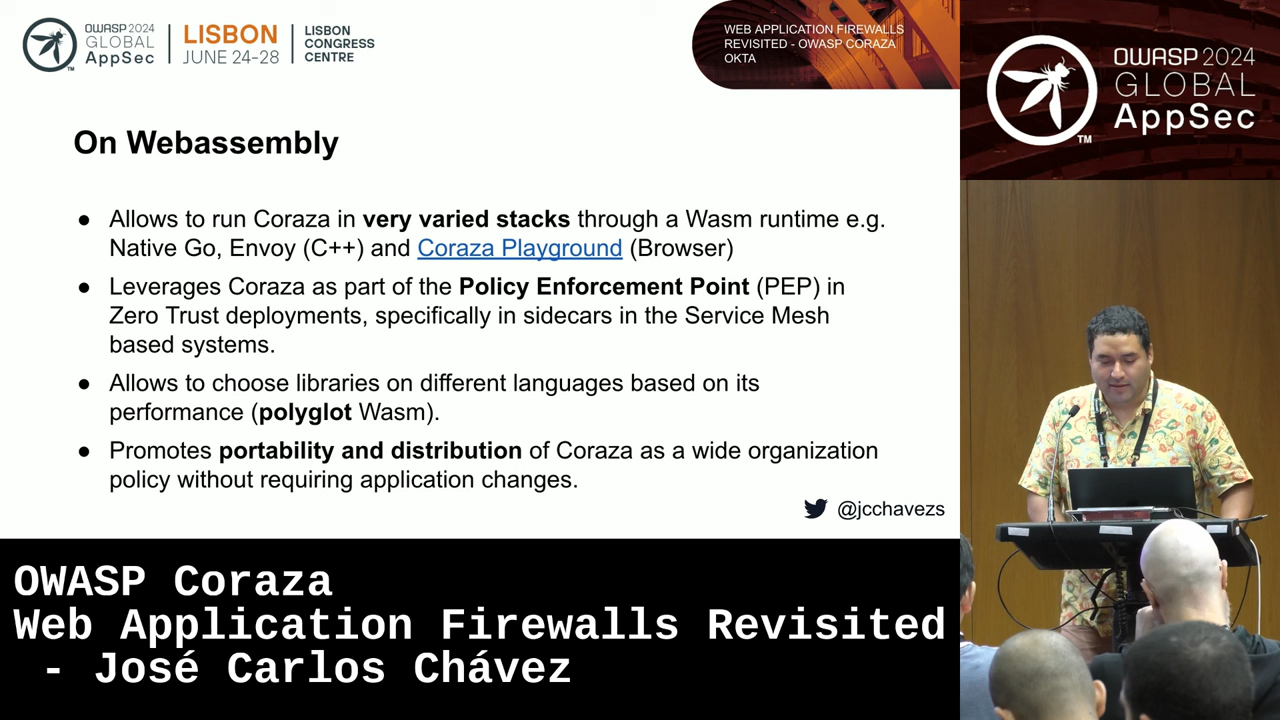 OWASP 2024
GLOBAL
AppSec
TM
LISBON
JUNE 24-28
LISBON
CONGRESS
CENTRE
WEB APPLICATION FIREWALLS
REVISITED - OWASP CORAZA
OKTA
OWASP 2024
GLOBAL
AppSec
TM
On Webassembly
● Allows to run Coraza in very varied stacks through a Wasm runtime e.g.
Native Go, Envoy (C++) and Coraza Playground (Browser)
● Leverages Coraza as part of the Policy Enforcement Point (PEP) in
Zero Trust deployments, specifically in sidecars in the Service Mesh
based systems.
● Allows to choose libraries on different languages based on its
performance (polyglot Wasm).
● Promotes portability and distribution of Coraza as a wide organization
policy without requiring application changes.
@jcchavezs
OWASP Coraza
Web Application Firewalls Revisited
- José Carlos Chávez